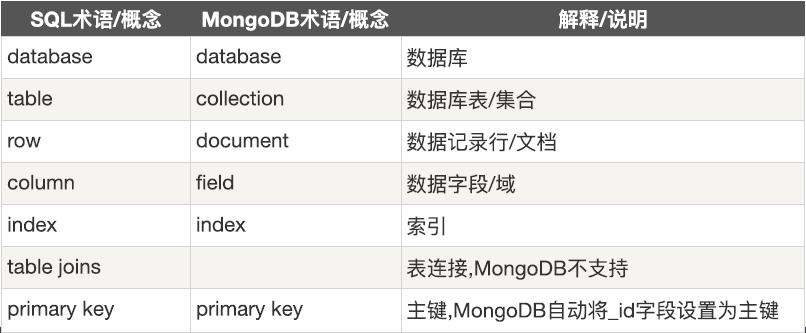 SQL术语/概念 MongoDB术语/概念 解释/说明
database database 数据库
table collection 数据库表/集合
row document 数据记录行/文档
column field 数据字段/域
index index 索引
table joins 表连接,MongoDB不支持
primary key primary key 主键,MongoDB自动将_id字段设置为主键